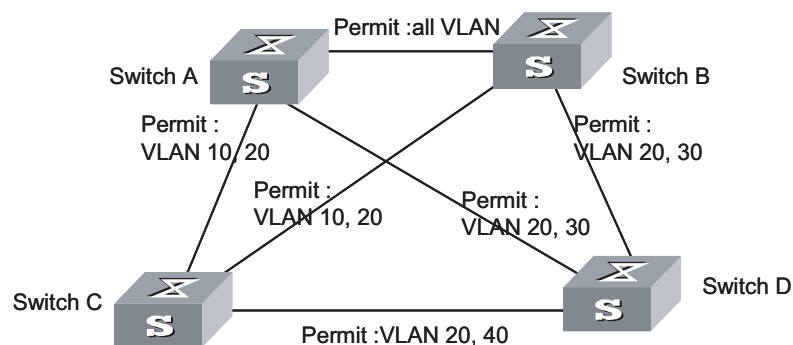 Permit :all VLAN
S
S
Switch A
Switch B
Permit :
VLAN 10, 20
Permit :
VLAN 20, 30
Permit :
VLAN 10, 20
Permit :
VLAN 20, 30
Switch C
S
S
Switch D
Permit :VLAN 20, 40